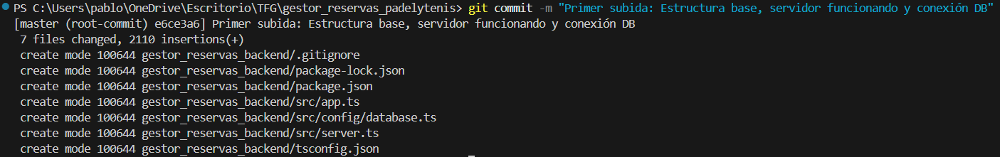 PS C:\Users\pablo\OneDrive\Escritorio\TFG\gestor_reservas_padelytenis> git commit -m "Primer subida: Estructura base, servidor funcionando y conexión DB"
[master (root-commit) e6ce3a6] Primer subida: Estructura base, servidor funcionando y conexión DB
 7 files changed, 2110 insertions(+)
 create mode 100644 gestor_reservas_backend/.gitignore
 create mode 100644 gestor_reservas_backend/package-lock.json
 create mode 100644 gestor_reservas_backend/package.json
 create mode 100644 gestor_reservas_backend/src/app.ts
 create mode 100644 gestor_reservas_backend/src/config/database.ts
 create mode 100644 gestor_reservas_backend/src/server.ts
 create mode 100644 gestor_reservas_backend/tsconfig.json